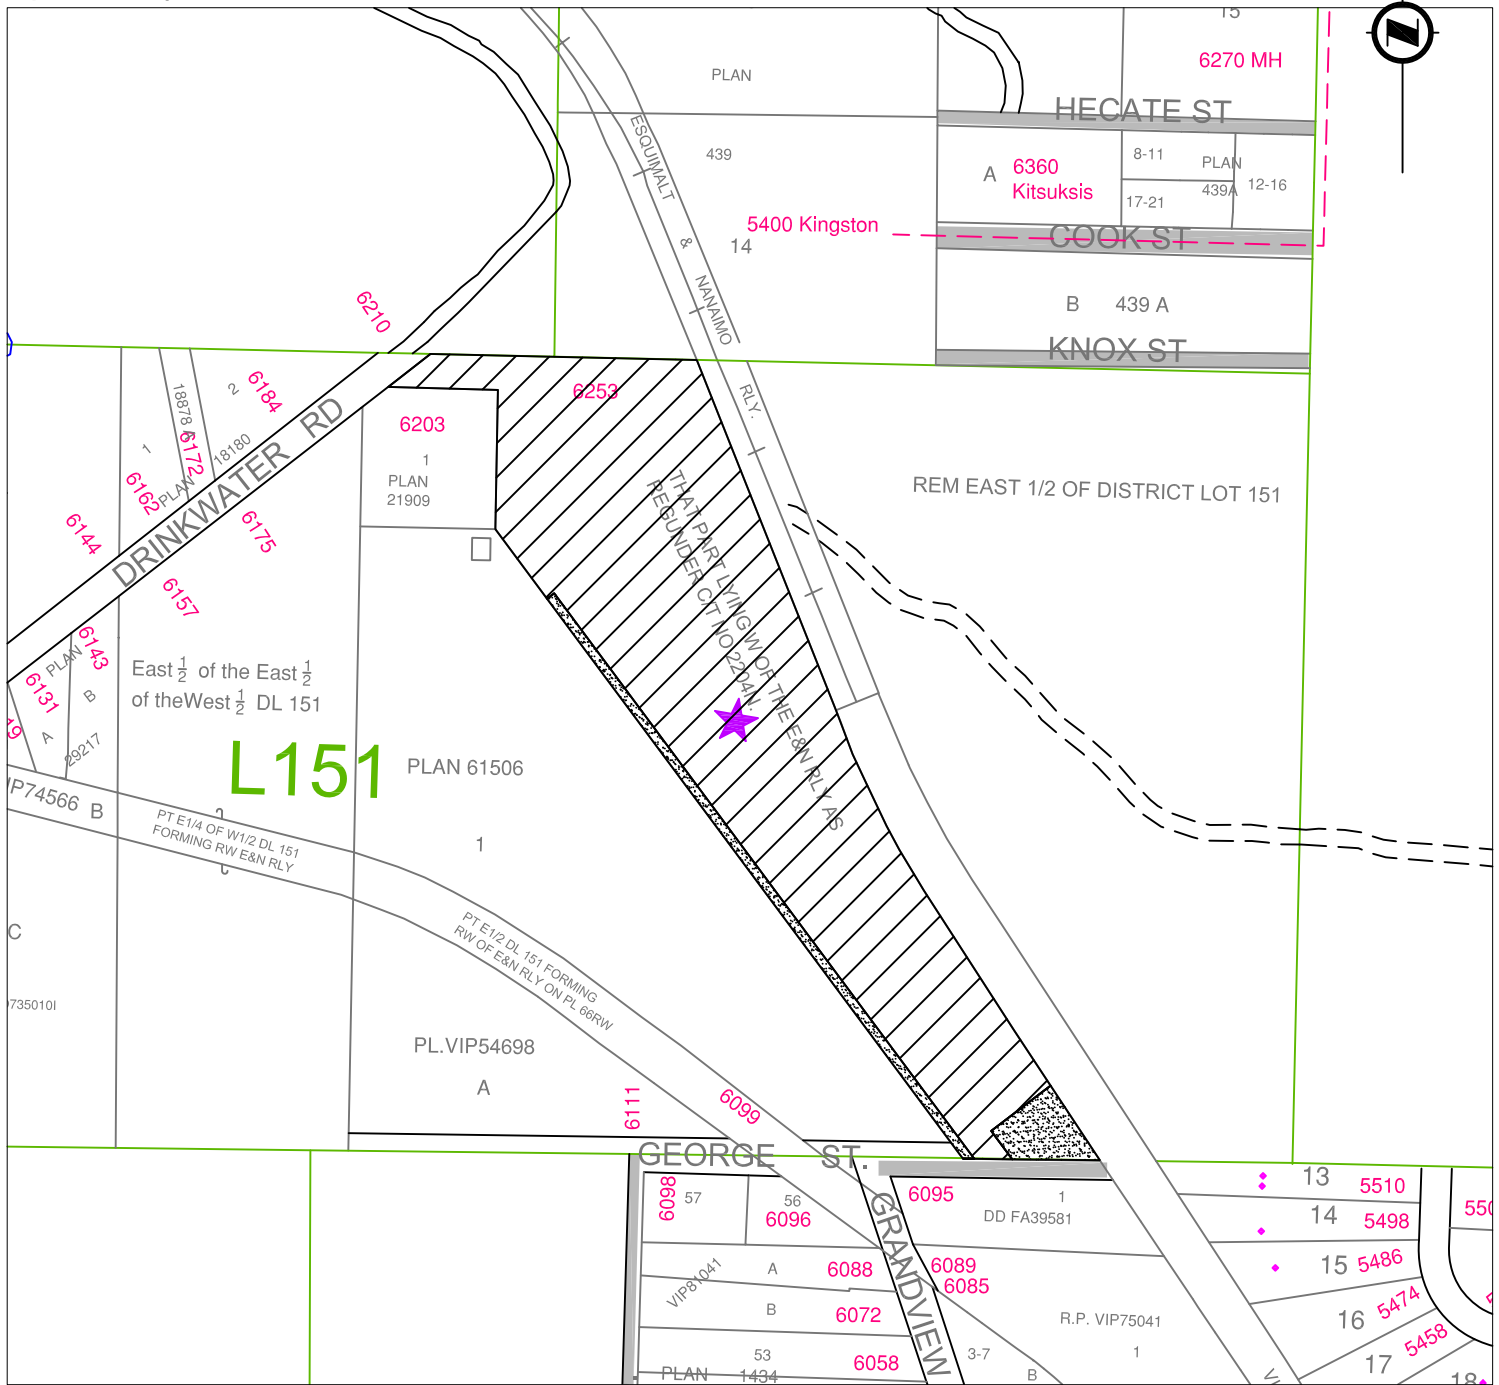 15
6270 MH
PLAN
HECATE ST
ESQUIMALT
439
A
6360
Kitsuksis
8-11
PLAN
439A
12-16
17-21
5400 Kingston
14
&
COOK ST
NANAIMO
B 439 A
6210
KNOX ST
RLY.
6253
6203
1
PLAN
21909
2
6184
18878
6172
18180
1
6162
PLAN
DRINKWATER RD
6144
6175
6157
REM EAST 1/2 OF DISTRICT LOT 151
THAT PART LYING W OF THE E&N RLY AS
REGUNDER C/T NO 2204N.
6143
PLAN
6131
B
A
29217
19
East 1/2 of the East 1/2
of theWest 1/2 DL 151
L151
PLAN 61506
1
IP74566 B
PT E1/4 OF W1/2 DL 151
FORMING RW E&N RLY
C
735010I
PT E1/2 DL 151 FORMING
RW OF E&N RLY ON PL 66RW
PL.VIP54698
A
6111
6099
GEORGE ST.
6098
57
56
6096
6095
1
DD FA39581
GRANDVIEW
13
5510
14
5498
550
15
5486
VIP81041
A
6088
6089
6085
B
6072
R.P. VIP75041
1
16
5474
53
6058
3-7
B
17
5458
PLAN 1434
18